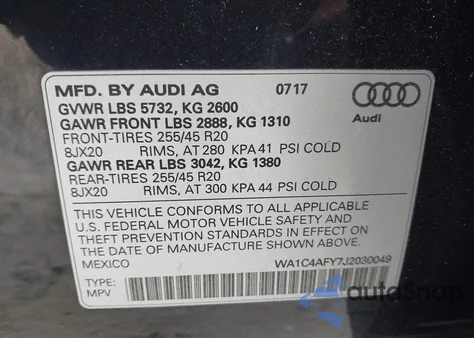 MFD. BY AUDI AG 0717
Audi
GVWR LBS 5732, KG 2600
GAWR FRONT LBS 2888, KG 1310
FRONT-TIRES 255/45 R20
8JX20 RIMS, AT 280 KPA 41 PSI COLD
GAWR REAR LBS 3042, KG 1380
REAR-TIRES 255/45 R20
8JX20 RIMS, AT 300 KPA 44 PSI COLD
THIS VEHICLE CONFORMS TO ALL APPLICABLE
U.S. FEDERAL MOTOR VEHICLE SAFETY AND
THEFT PREVENTION STANDARDS IN EFFECT ON
THE DATE OF MANUFACTURE SHOWN ABOVE.
MEXICO WA1C4AFY7J2030049
TYPE:
MPV
autoSnap